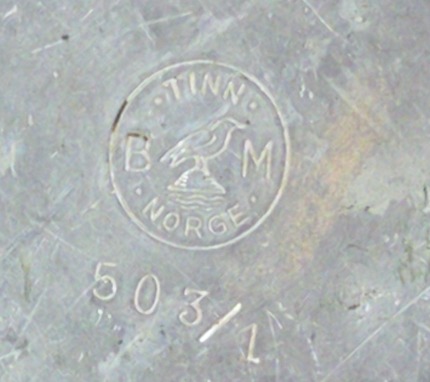 · TINN ·
B M
· NORGE ·
503/1